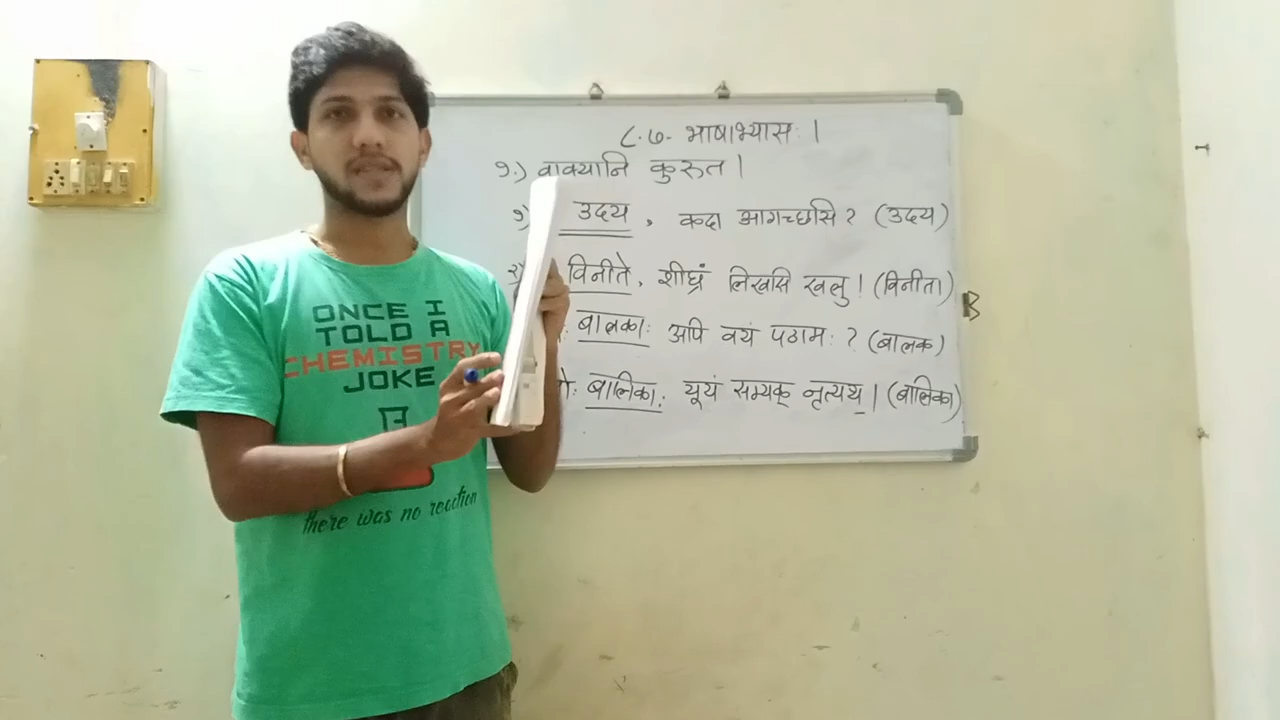 ONCE I
TOLD A
CHEMISTRY
JOKE
there was no reaction
८.७. भाषाभ्यासः ।
१.) वाक्यानि कुरुत ।
१) उदय, कदा आगच्छसि ? (उदय)
२) विनीते, शीघ्रं लिखसि खलु ! (विनीता)
बालकाः अपि वयं पठामः ? (बालक)
बालिकाः यूयं सम्यक् नृत्यथ । (बालिका)